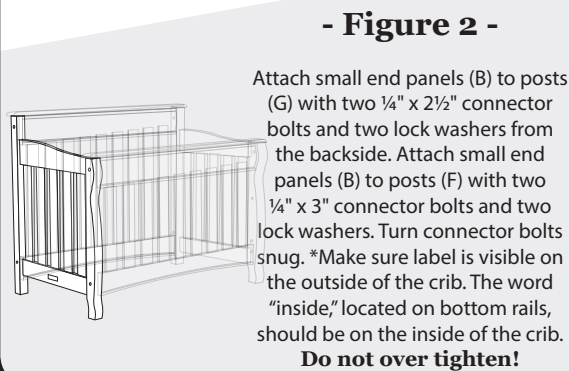 - Figure 2 -
Attach small end panels (B) to posts
(G) with two ¼" x 2½" connector
bolts and two lock washers from
the backside. Attach small end
panels (B) to posts (F) with two
¼" x 3" connector bolts and two
lock washers. Turn connector bolts
snug. *Make sure label is visible on
the outside of the crib. The word
“inside,” located on bottom rails,
should be on the inside of the crib.
Do not over tighten!